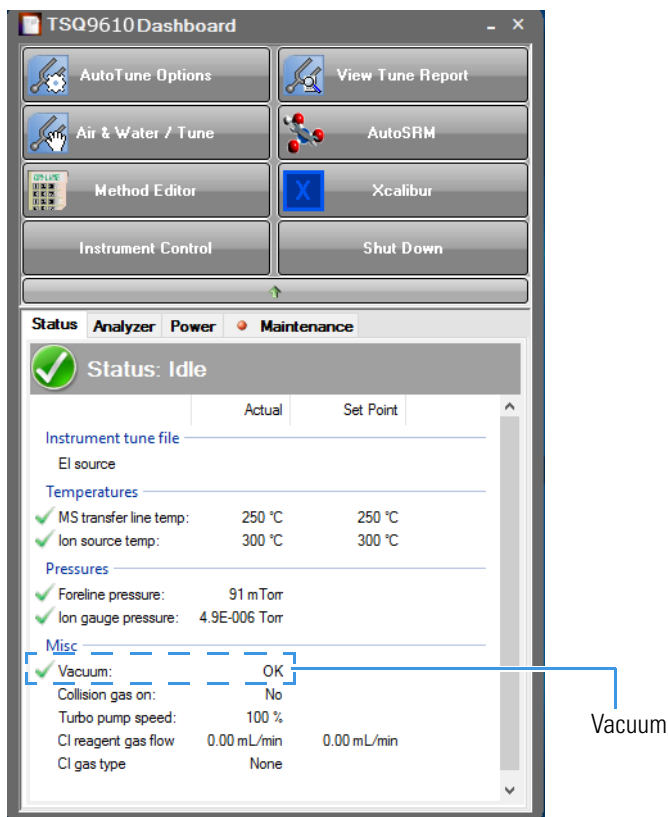 TSQ9610 Dashboard
AutoTune Options
View Tune Report
Air & Water / Tune
AutoSRM
Method Editor
X Xcalibur
Instrument Control
Shut Down
Status Analyzer Power Maintenance
Status: Idle
Actual Set Point
Instrument tune file
EI source
Temperatures
MS transfer line temp: 250 °C 250 °C
Ion source temp: 300 °C 300 °C
Pressures
Foreline pressure: 91 mTorr
Ion gauge pressure: 4.9E-006 Torr
Misc
Vacuum: OK
Vacuum
Collision gas on: No
Turbo pump speed: 100 %
CI reagent gas flow 0.00 mL/min 0.00 mL/min
CI gas type None